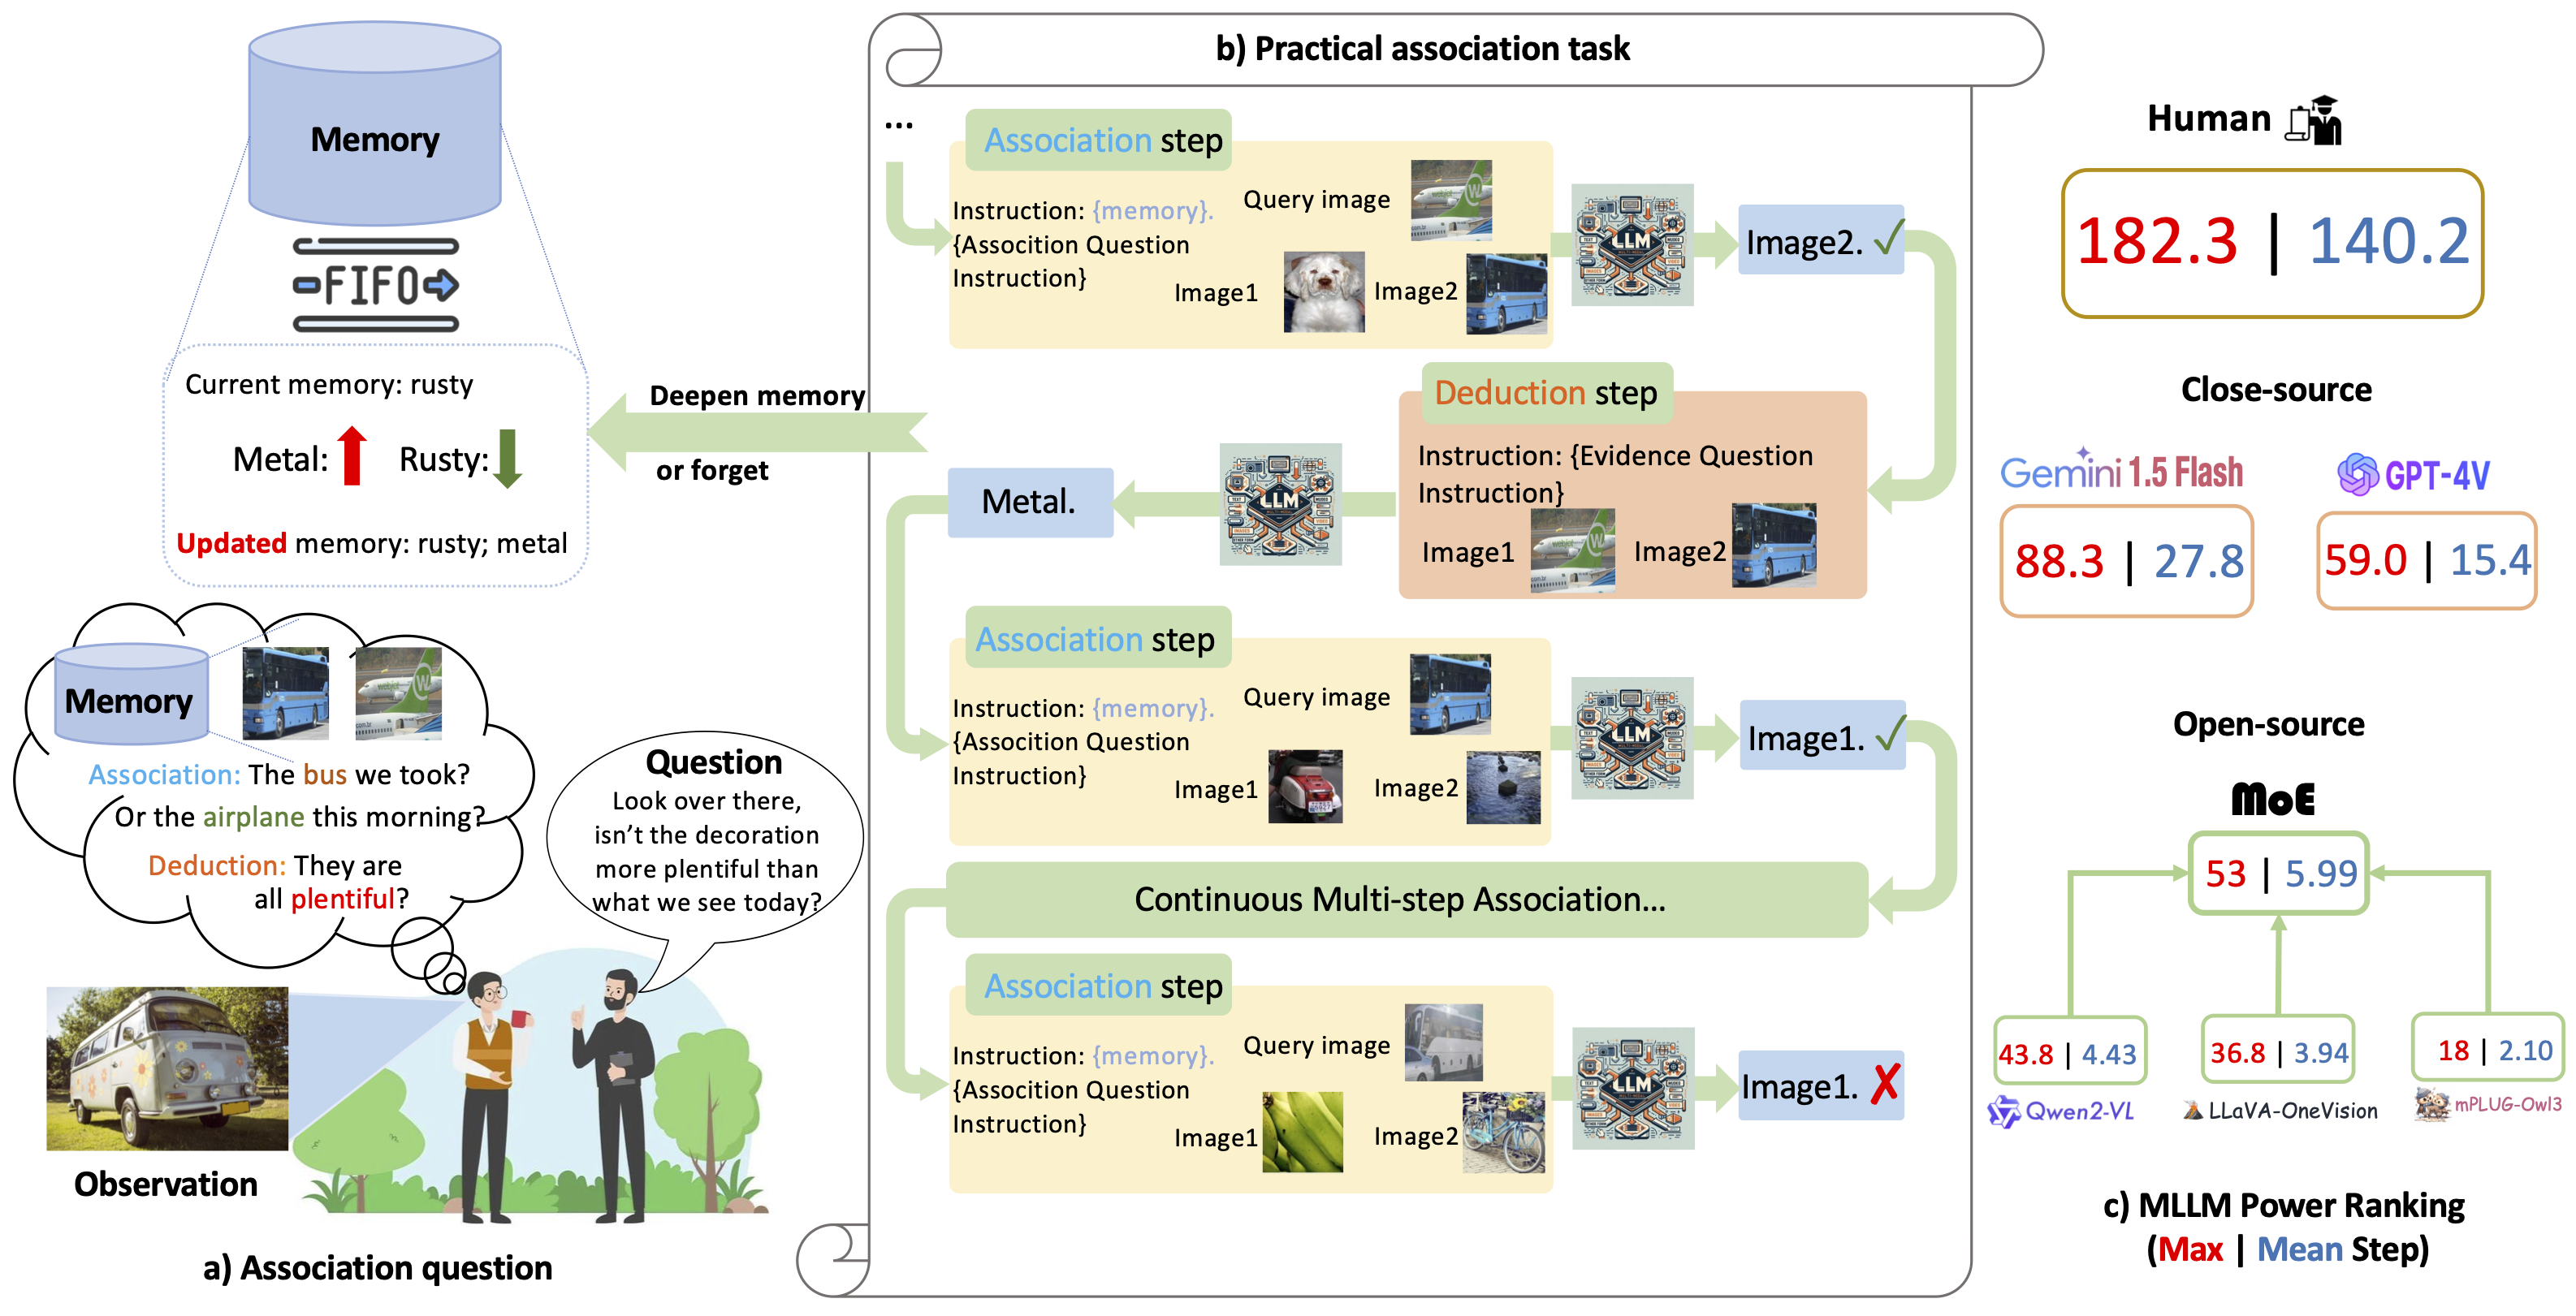 Memory
FIFO
Current memory: rusty
Metal: Rusty:
Updated memory: rusty; metal
Deepen memory
or forget
Memory
Association: The bus we took?
Or the airplane this morning?
Deduction: They are
all plentiful?
Question
Look over there,
isn't the decoration
more plentiful than
what we see today?
Observation
a) Association question
b) Practical association task
...
Association step
Instruction: {memory}.
{Assocition Question
Instruction}
Query image
Image1
Image2
LLM
Image2. ✓
Deduction step
Instruction: {Evidence Question
Instruction}
Image1
Image2
LLM
Metal.
Association step
Instruction: {memory}.
{Assocition Question
Instruction}
Query image
Image1
Image2
LLM
Image1. ✓
Continuous Multi-step Association...
Association step
Instruction: {memory}.
{Assocition Question
Instruction}
Query image
Image1
Image2
LLM
Image1. ✗
Human
182.3 | 140.2
Close-source
Gemini 1.5 Flash
88.3 | 27.8
GPT-4V
59.0 | 15.4
Open-source
MoE
53 | 5.99
43.8 | 4.43
36.8 | 3.94
18 | 2.10
Qwen2-VL
LLaVA-OneVision
mPLUG-Owl3
c) MLLM Power Ranking
(Max | Mean Step)